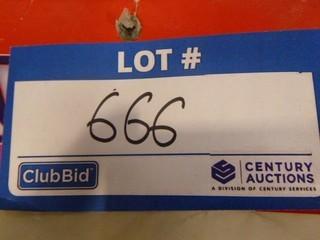 LOT #
666
ClubBid
CENTURY
AUCTIONS
A DIVISION OF CENTURY SERVICES